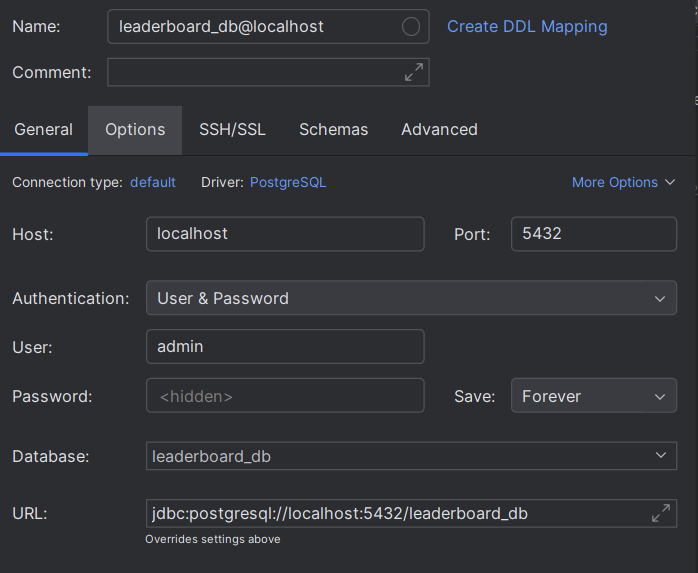 Name: leaderboard_db@localhost Create DDL Mapping
Comment:
General Options SSH/SSL Schemas Advanced
Connection type: default Driver: PostgreSQL More Options
Host: localhost Port: 5432
Authentication: User & Password
User: admin
Password: <hidden> Save: Forever
Database: leaderboard_db
URL: jdbc:postgresql://localhost:5432/leaderboard_db
Overrides settings above